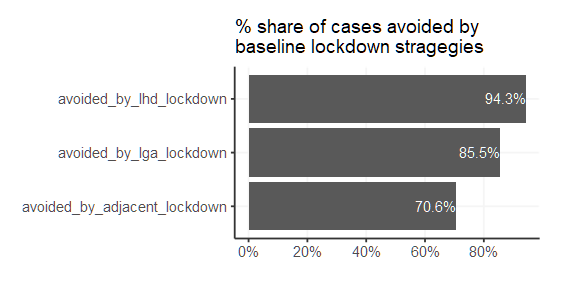 % share of cases avoided by
baseline lockdown stragegies
avoided_by_lhd_lockdown
94.3%
avoided_by_lga_lockdown
85.5%
avoided_by_adjacent_lockdown
70.6%
0% 20% 40% 60% 80%